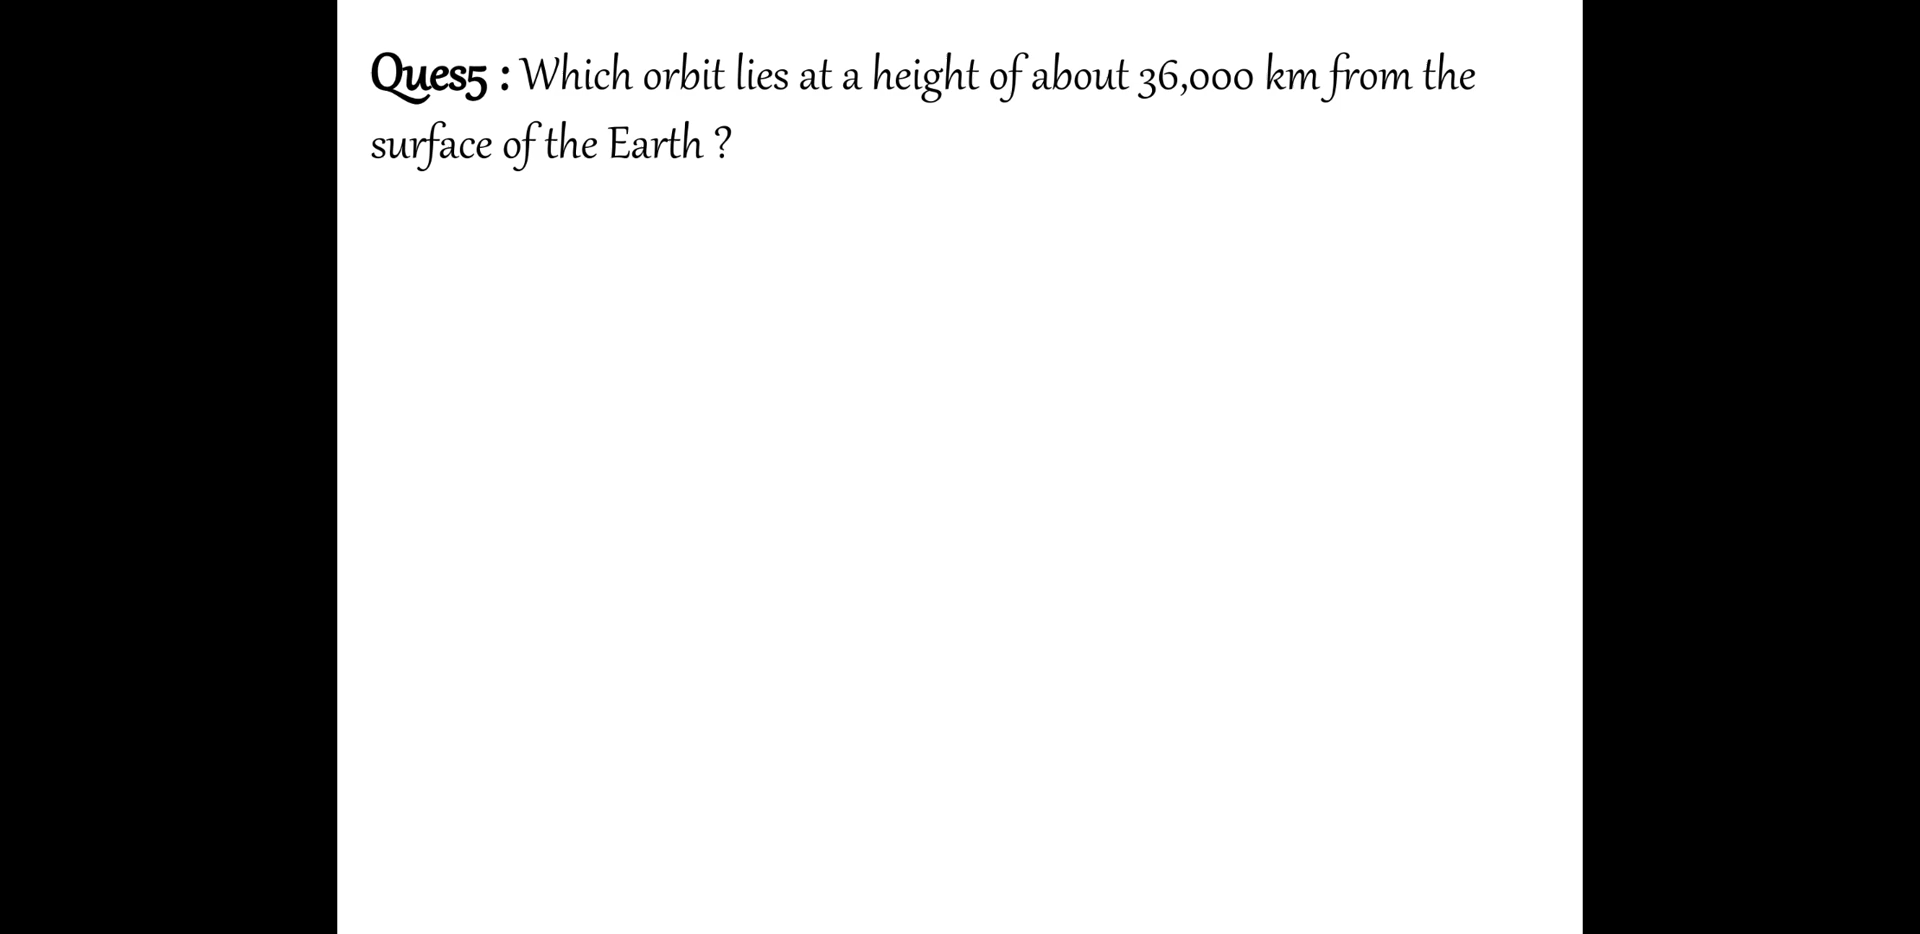 Ques5 : Which orbit lies at a height of about 36,000 km from the
surface of the Earth ?